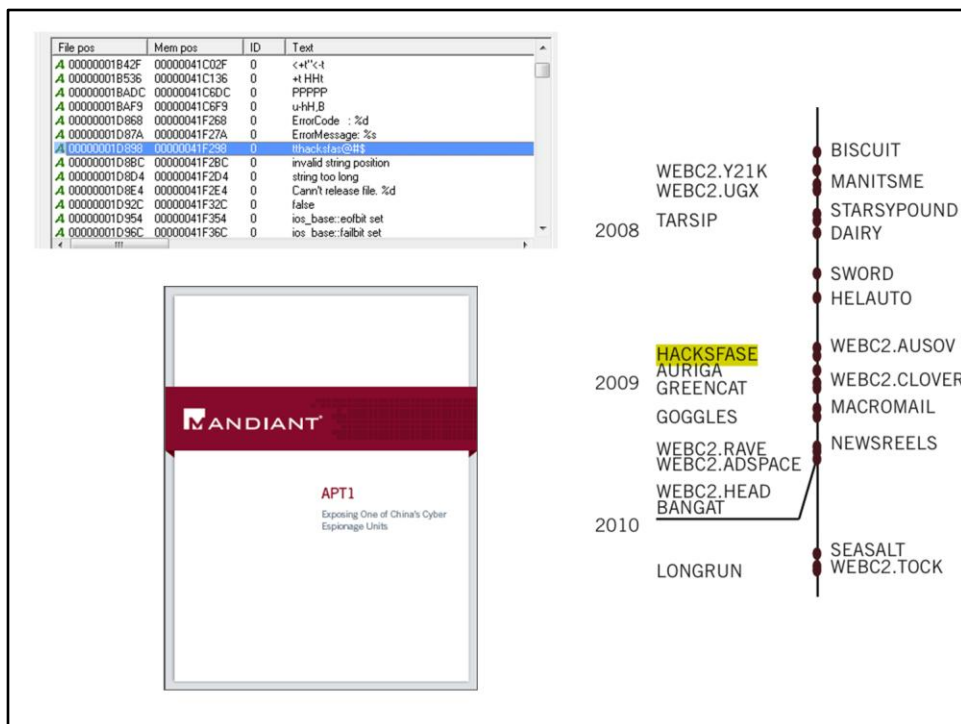 File pos Mem pos ID Text
A 00000001B42F 00000041C02F 0 <+t"<-t
A 00000001B536 00000041C136 0 +t HHt
A 00000001BADC 00000041C6DC 0 PPPPP
A 00000001BAF9 00000041C6F9 0 u-hH,B
A 00000001D868 00000041F268 0 ErrorCode : %d
A 00000001D87A 00000041F27A 0 ErrorMessage: %s
A 00000001D898 00000041F298 0 !!hacksfas@#$
A 00000001D8BC 00000041F2BC 0 invalid string position
A 00000001D8D4 00000041F2D4 0 string too long
A 00000001D8E4 00000041F2E4 0 Cann't release file. %d
A 00000001D92C 00000041F32C 0 false
A 00000001D954 00000041F354 0 ios_base::eofbit set
A 00000001D96C 00000041F36C 0 ios_base::failbit set
MANDIANT®
APT1
Exposing One of China's Cyber
Espionage Units
BISCUIT
WEBC2.Y21K
MANITSME
WEBC2.UGX
STARSYPOUND
TARSIP
2008
DAIRY
SWORD
HELAUTO
WEBC2.AUSOV
HACKSFASE
AURIGA
2009
WEBC2.CLOVER
GREENCAT
MACROMAIL
GOGGLES
NEWSREELS
WEBC2.RAVE
WEBC2.ADSPACE
WEBC2.HEAD
BANGAT
2010
SEASALT
LONGRUN
WEBC2.TOCK